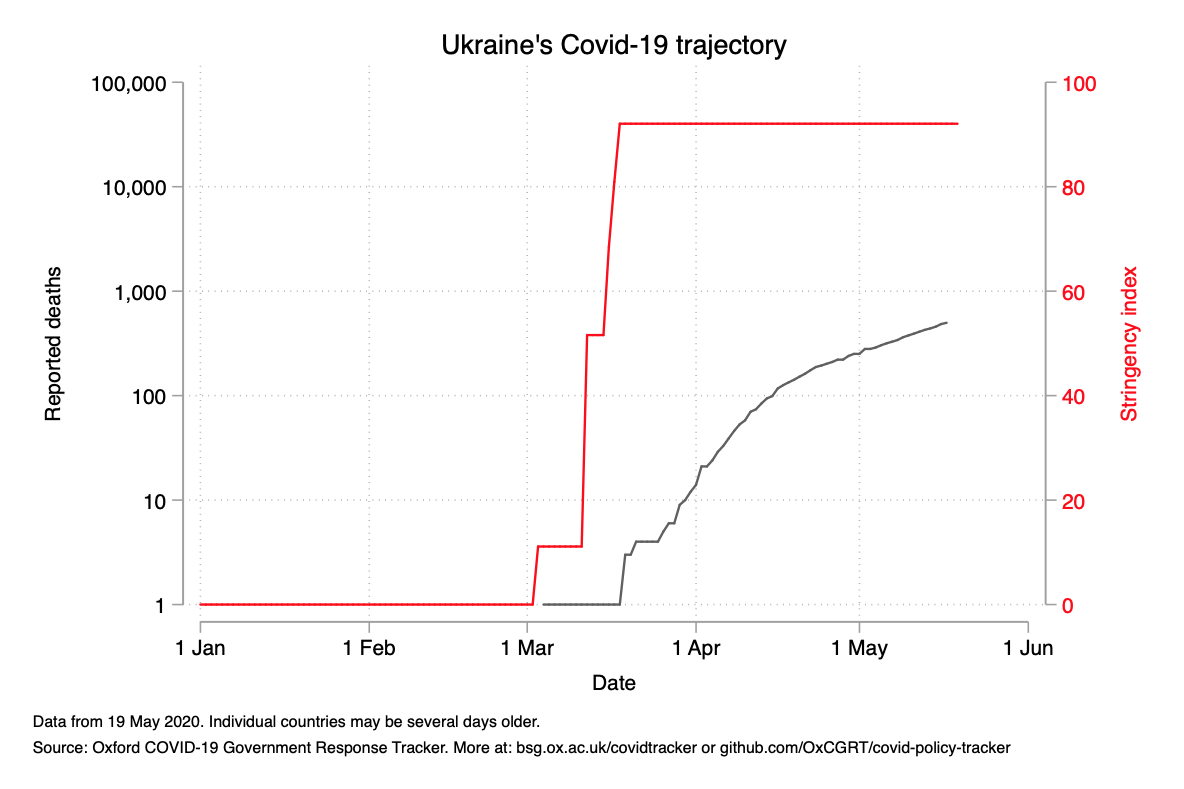 Ukraine's Covid-19 trajectory
100,000
10,000
1,000
100
10
1
Reported deaths
100
80
60
40
20
0
Stringency index
1 Jan
1 Feb
1 Mar
1 Apr
1 May
1 Jun
Date
Data from 19 May 2020. Individual countries may be several days older.
Source: Oxford COVID-19 Government Response Tracker. More at: bsg.ox.ac.uk/covidtracker or github.com/OxCGRT/covid-policy-tracker